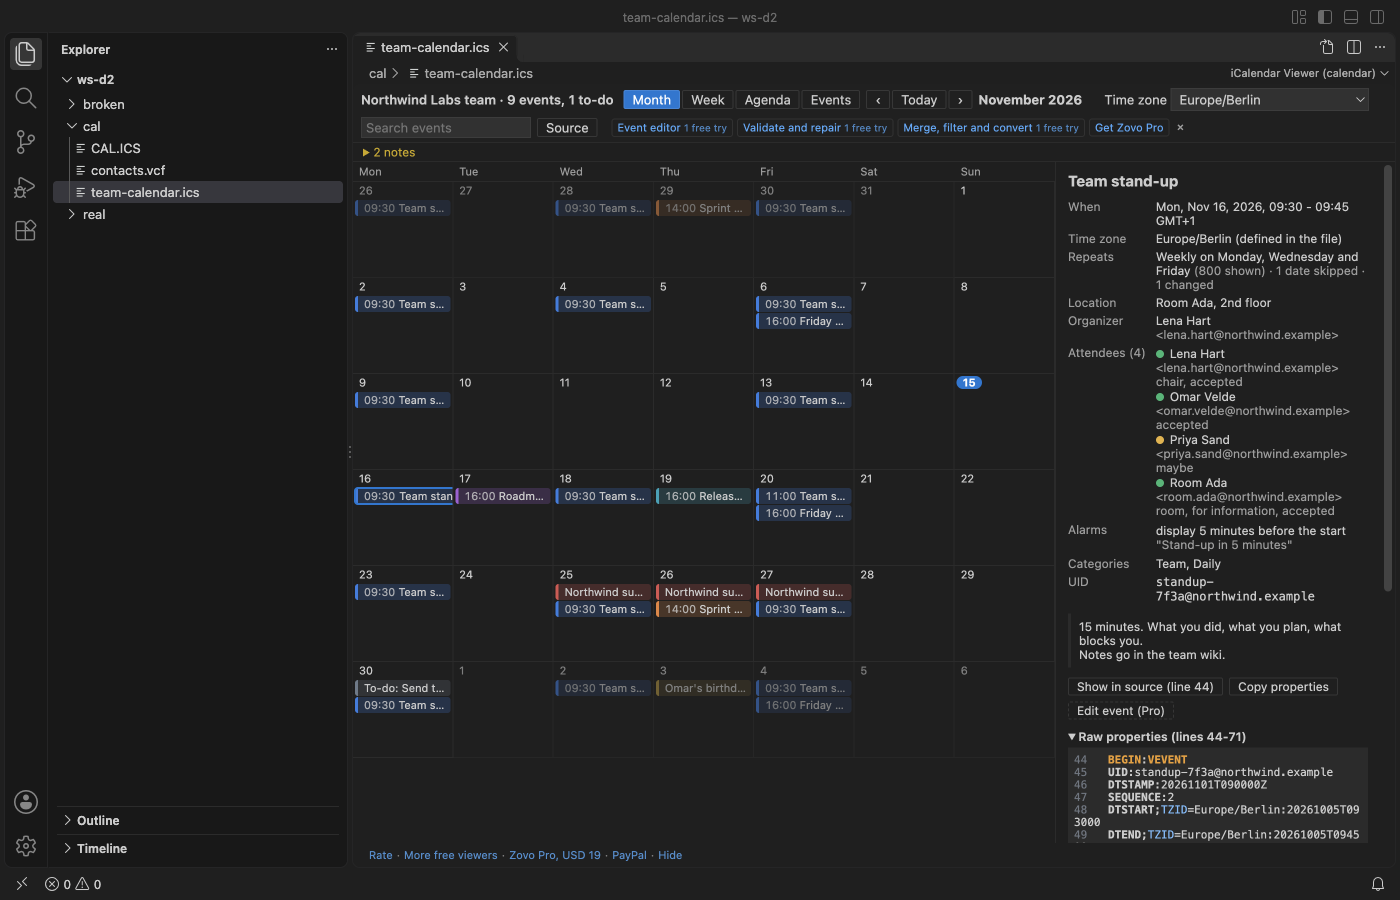 team-calendar.ics — ws-d2
Explorer
ws-d2
broken
cal
CAL.ICS
contacts.vcf
team-calendar.ics
real
Outline
Timeline
0 0
team-calendar.ics
cal > team-calendar.ics
iCalendar Viewer (calendar)
Northwind Labs team · 9 events, 1 to-do Month Week Agenda Events ‹ Today › November 2026 Time zone Europe/Berlin
Search events Source Event editor 1 free try Validate and repair 1 free try Merge, filter and convert 1 free try Get Zovo Pro ×
2 notes
Mon Tue Wed Thu Fri Sat Sun
26 27 28 29 30 31 1
09:30 Team s... 09:30 Team s... 14:00 Sprint ... 09:30 Team s...
2 3 4 5 6 7 8
09:30 Team s... 09:30 Team s... 09:30 Team s...
16:00 Friday ...
9 10 11 12 13 14 15
09:30 Team s... 09:30 Team s...
16 17 18 19 20 21 22
09:30 Team stan 16:00 Roadm... 09:30 Team s... 16:00 Releas... 11:00 Team s...
16:00 Friday ...
23 24 25 26 27 28 29
09:30 Team s... Northwind su... Northwind su... Northwind su...
09:30 Team s... 14:00 Sprint ... 09:30 Team s...
30 1 2 3 4 5 6
To-do: Send t... 09:30 Team s... Omar's birthd... 09:30 Team s...
09:30 Team s... 16:00 Friday ...
Rate · More free viewers · Zovo Pro, USD 19 · PayPal · Hide
Team stand-up
When Mon, Nov 16, 2026, 09:30 - 09:45
GMT+1
Time zone Europe/Berlin (defined in the file)
Repeats Weekly on Monday, Wednesday and
Friday (800 shown) · 1 date skipped ·
1 changed
Location Room Ada, 2nd floor
Organizer Lena Hart
<lena.hart@northwind.example>
Attendees (4) Lena Hart
<lena.hart@northwind.example>
chair, accepted
Omar Velde
<omar.velde@northwind.example>
accepted
Priya Sand
<priya.sand@northwind.example>
maybe
Room Ada
<room.ada@northwind.example>
room, for information, accepted
Alarms display 5 minutes before the start
"Stand-up in 5 minutes"
Categories Team, Daily
UID standup-
7f3a@northwind.example
15 minutes. What you did, what you plan, what
blocks you.
Notes go in the team wiki.
Show in source (line 44) Copy properties
Edit event (Pro)
Raw properties (lines 44-71)
44 BEGIN:VEVENT
45 UID:standup-7f3a@northwind.example
46 DTSTAMP:20261101T090000Z
47 SEQUENCE:2
48 DTSTART;TZID=Europe/Berlin:20261005T09
3000
49 DTEND;TZID=Europe/Berlin:20261005T0945